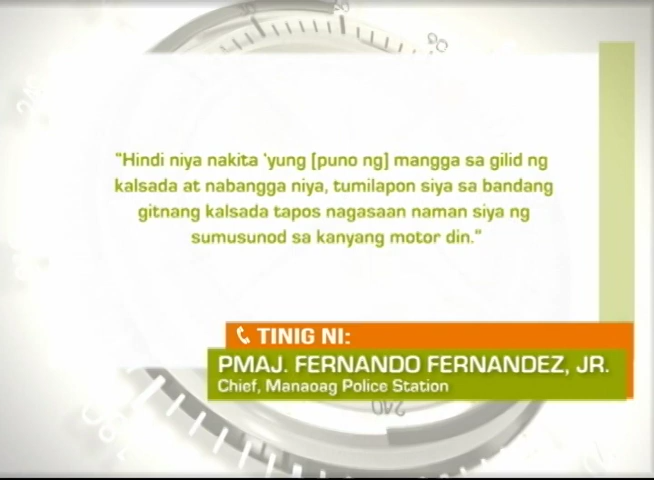 "Hindi niya nakita 'yung [puno ng] mangga sa gilid ng
kalsada at nabangga niya, tumilapon siya sa bandang
gitnang kalsada tapos nagasaan naman siya ng
sumusunod sa kanyang motor din."
TINIG NI:
PMAJ. FERNANDO FERNANDEZ, JR.
Chief, Manaoag Police Station
240